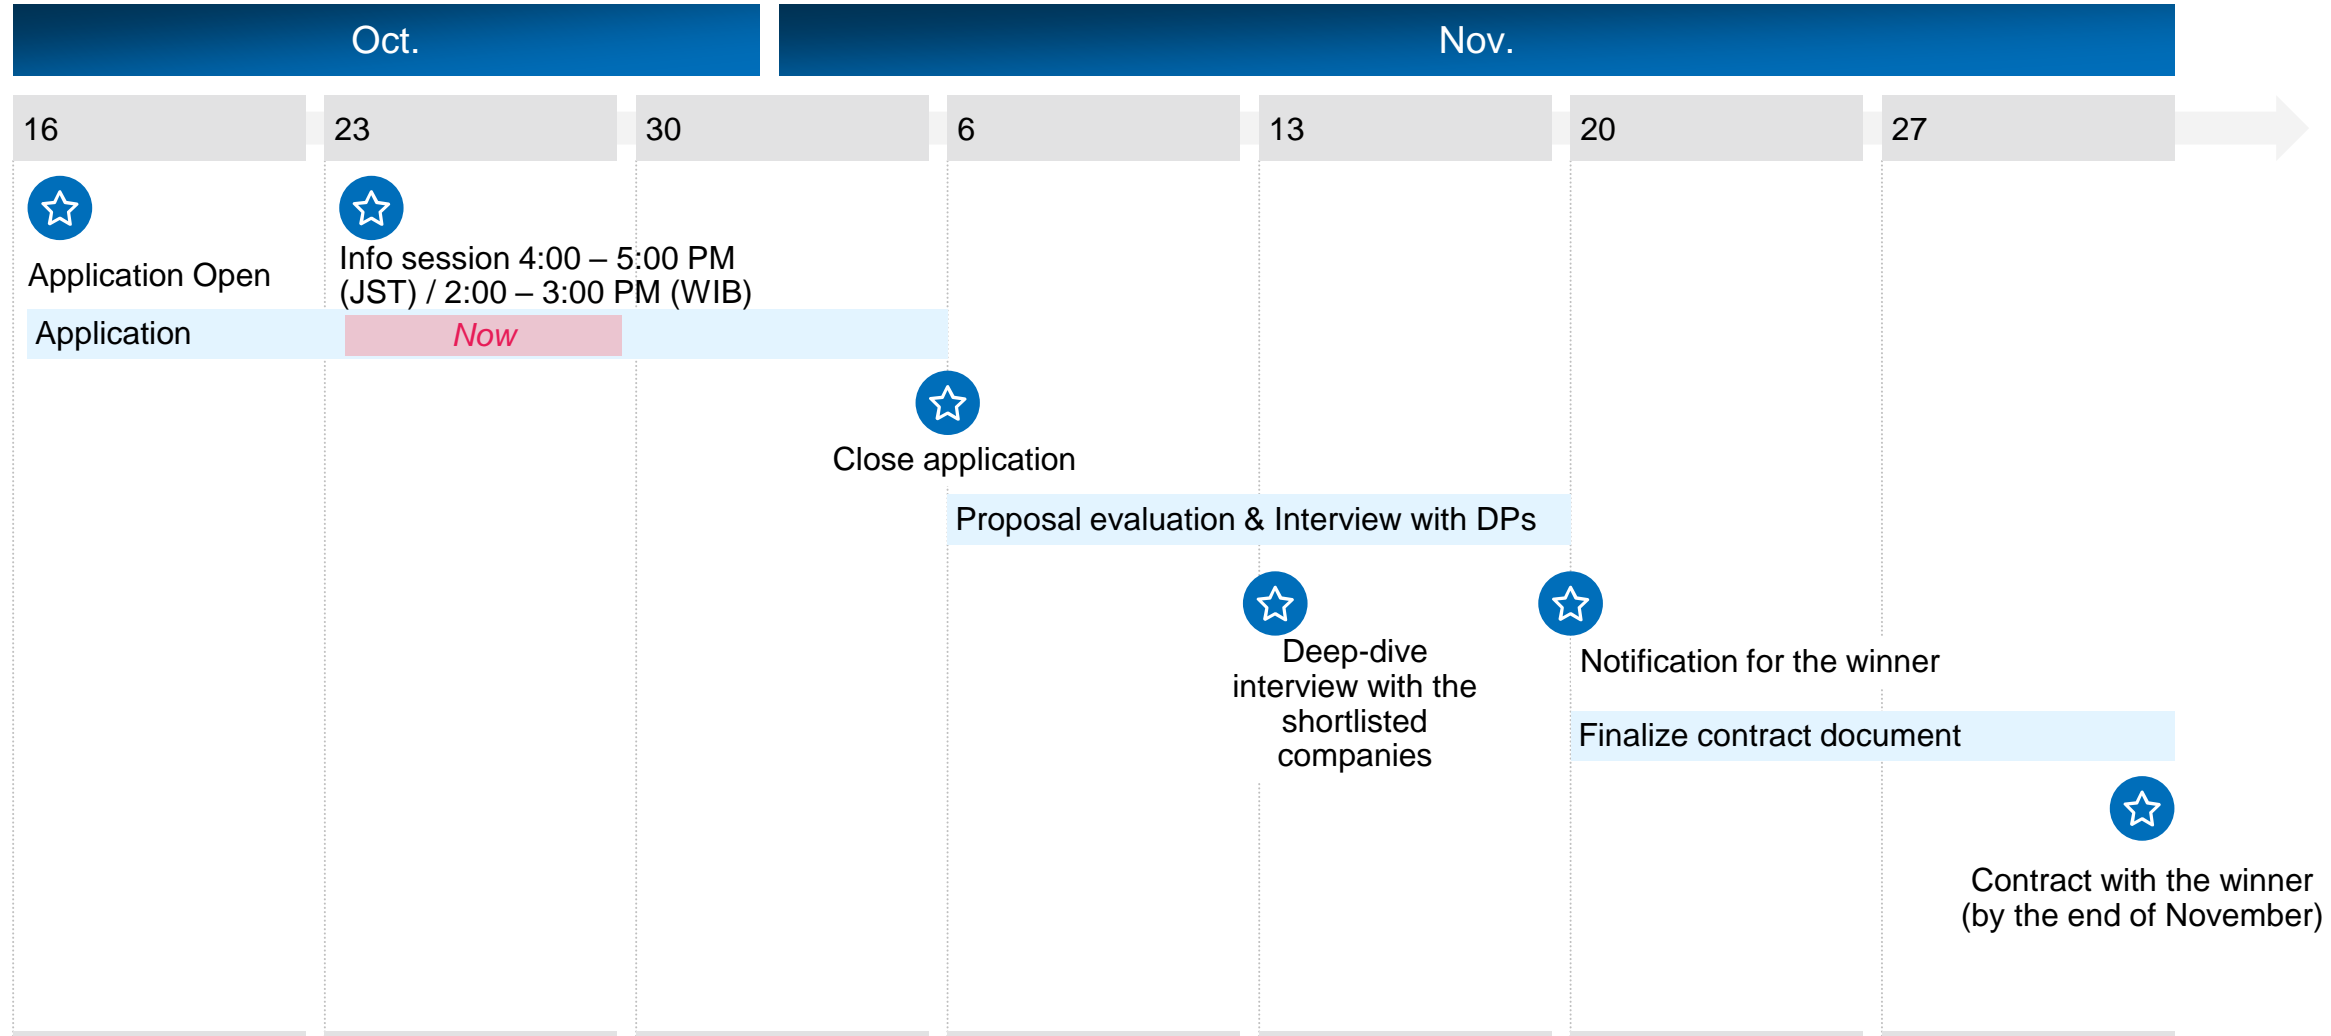 Oct.
Nov.
16
23
30
6
13
20
27
Application Open
Info session 4:00 – 5:00 PM
(JST) / 2:00 – 3:00 PM (WIB)
Application
Now
Close application
Proposal evaluation & Interview with DPs
Deep-dive
interview with the
shortlisted
companies
Notification for the winner
Finalize contract document
Contract with the winner
(by the end of November)